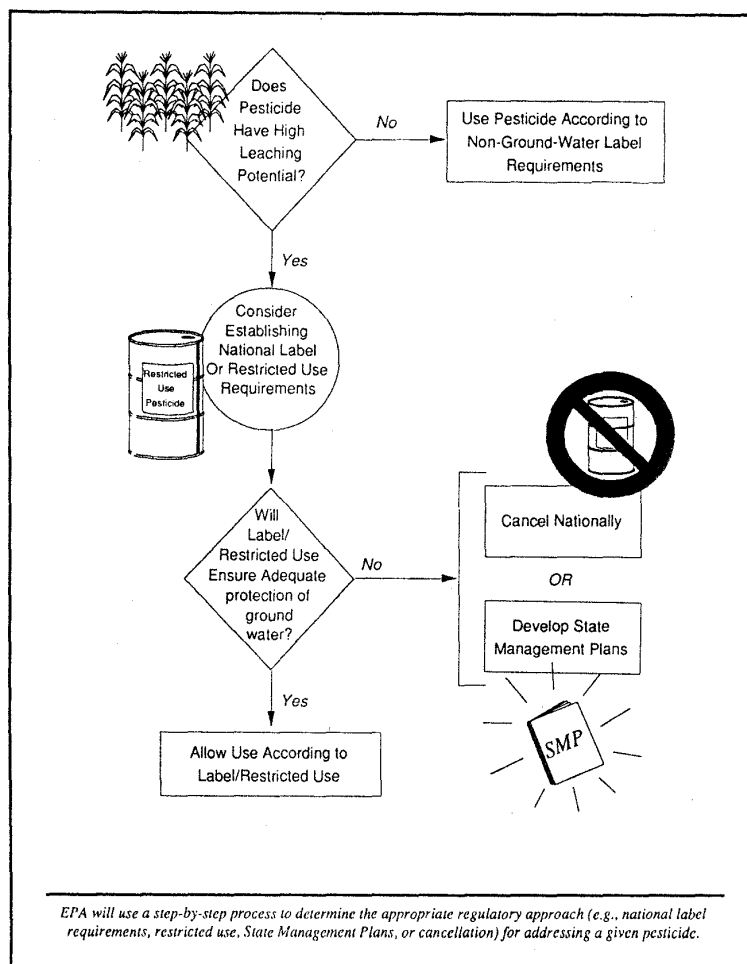 Does
Pesticide
Have High
Leaching
Potential?
No
Use Pesticide According to
Non-Ground-Water Label
Requirements
Yes
Consider
Establishing
National Label
Or Restricted Use
Requirements
Restricted
Use
Pesticide
Will
Label/
Restricted Use
Ensure Adequate
protection of
ground
water?
No
Cancel Nationally
OR
Develop State
Management Plans
SMP
Yes
Allow Use According to
Label/Restricted Use
EPA will use a step-by-step process to determine the appropriate regulatory approach (e.g., national label
requirements, restricted use, State Management Plans, or cancellation) for addressing a given pesticide.